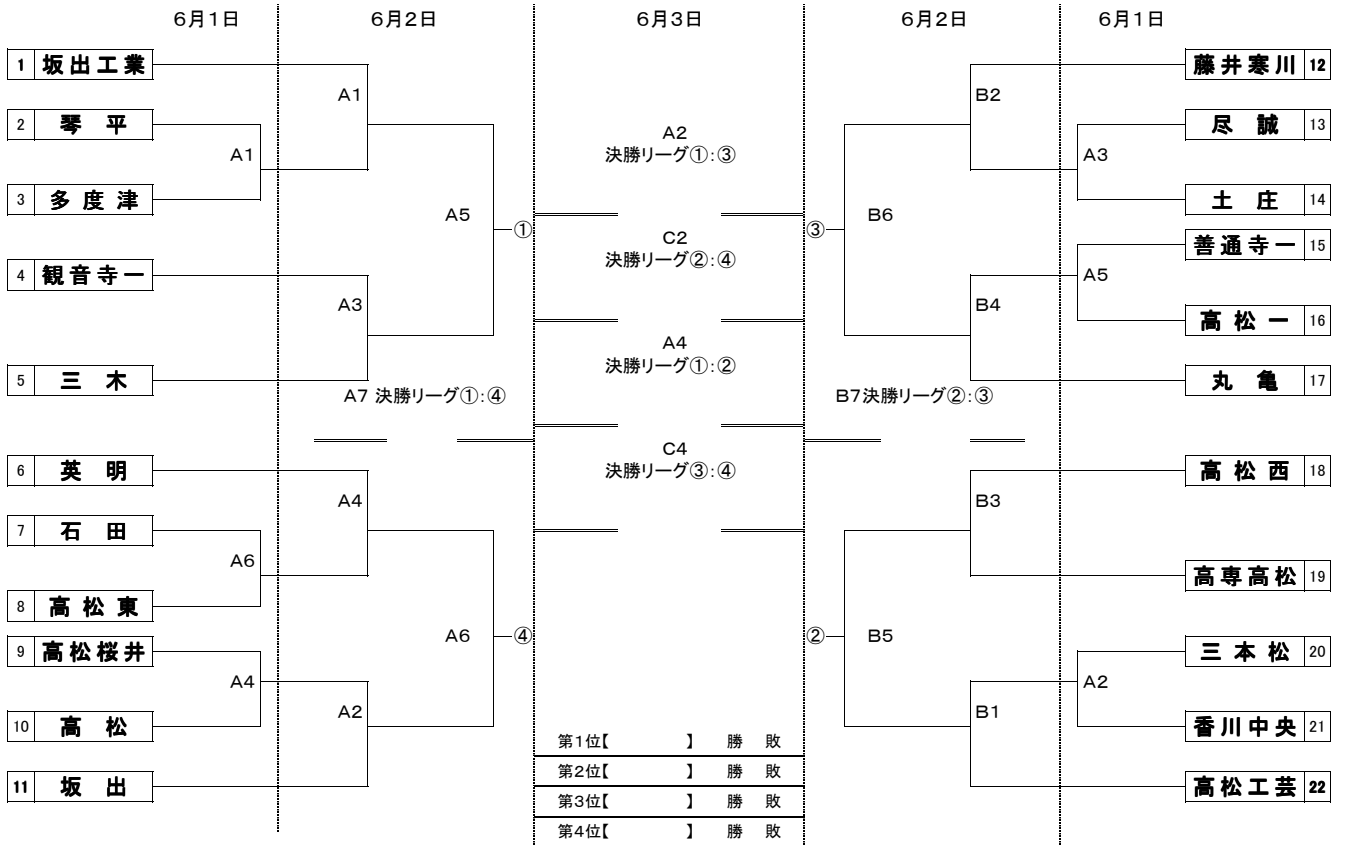 6月1日
6月2日
6月3日
6月2日
6月1日
1 坂出工業
藤井寒川 12
A1
B2
2 琴平
尽誠 13
A2
決勝リーグ①:③
A1
A3
3 多度津
土庄 14
A5
B6
①
③
C2
決勝リーグ②:④
善通寺一 15
4 観音寺一
A5
A3
B4
高松一 16
A4
決勝リーグ①:②
5 三木
丸亀 17
A7 決勝リーグ①:④
B7決勝リーグ②:③
C4
決勝リーグ③:④
6 英明
高松西 18
A4
B3
7 石田
A6
高専高松 19
8 高松東
A6
④
②
B5
9 高松桜井
三本松 20
A4
A2
A2
B1
10 高松
香川中央 21
第1位【 】 勝 敗
第2位【 】 勝 敗
11 坂出
高松工芸 22
第3位【 】 勝 敗
第4位【 】 勝 敗